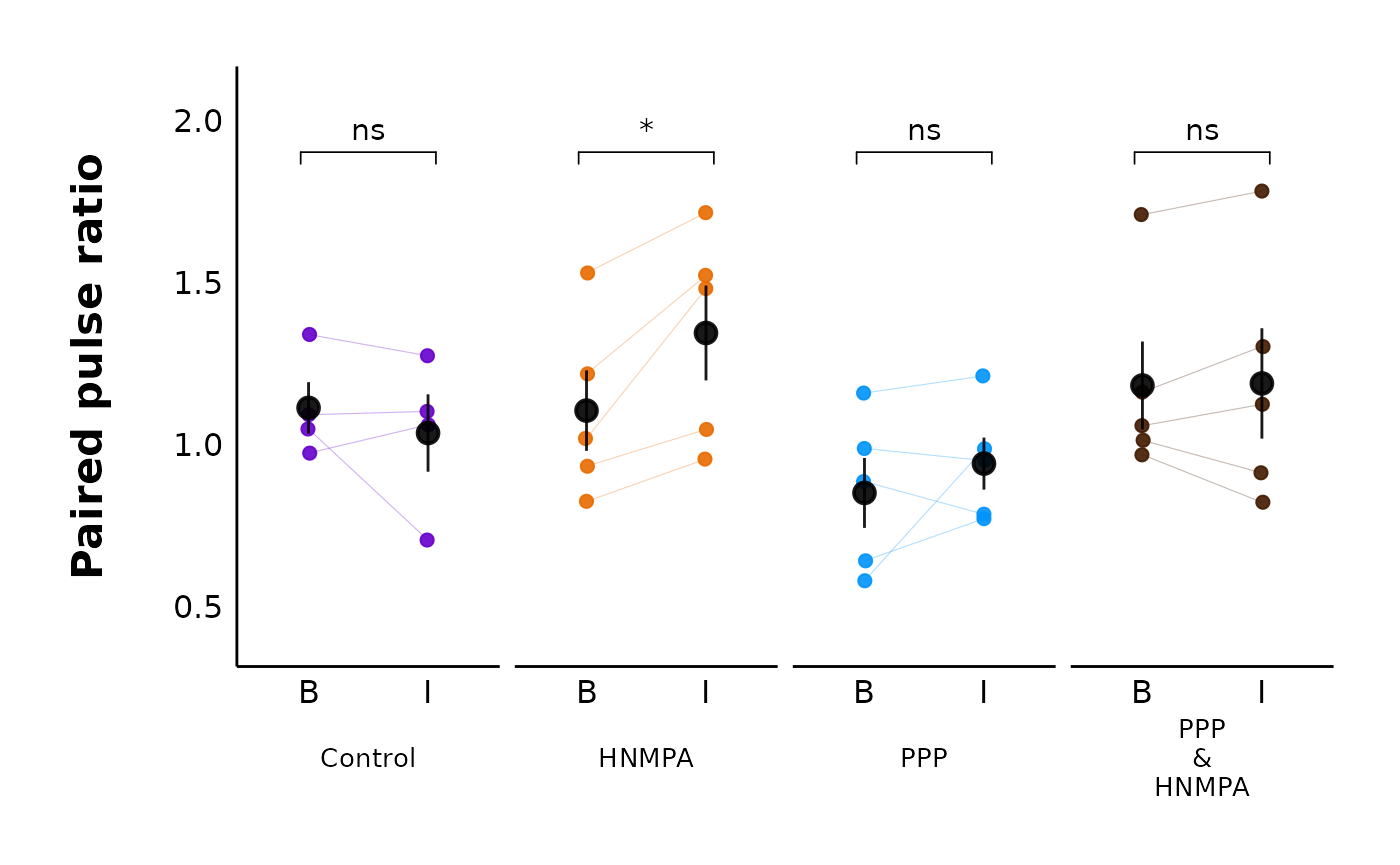 Paired pulse ratio
2.0
1.5
1.0
0.5
ns
*
ns
ns
B I B I B I B I
Control
HNMPA
PPP
PPP
&
HNMPA